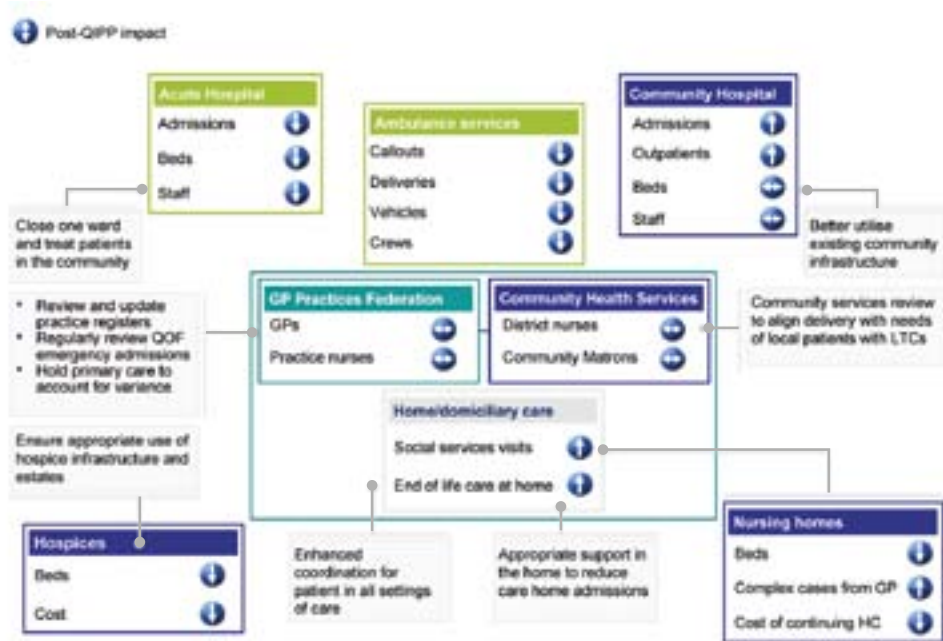 Post-QIPP impact
Acute Hospital
Admissions
Beds
Staff
Ambulance services
Callouts
Deliveries
Vehicles
Crews
Community Hospital
Admissions
Outpatients
Beds
Staff
Close one ward
and treat patients
in the community
Better utilise
existing community
infrastructure
• Review and update
practice registers
• Regularly review QOF
emergency admissions
• Hold primary care to
account for variance
GP Practices Federation
GPs
Practice nurses
Community Health Services
District nurses
Community Matrons
Community services review
to align delivery with needs
of local patients with LTCs
Home/domiciliary care
Social services visits
End of life care at home
Ensure appropriate use of
hospice infrastructure and
estates
Hospices
Beds
Cost
Enhanced
coordination for
patient in all settings
of care
Appropriate support in
the home to reduce
care home admissions
Nursing homes
Beds
Complex cases from GP
Cost of continuing HC